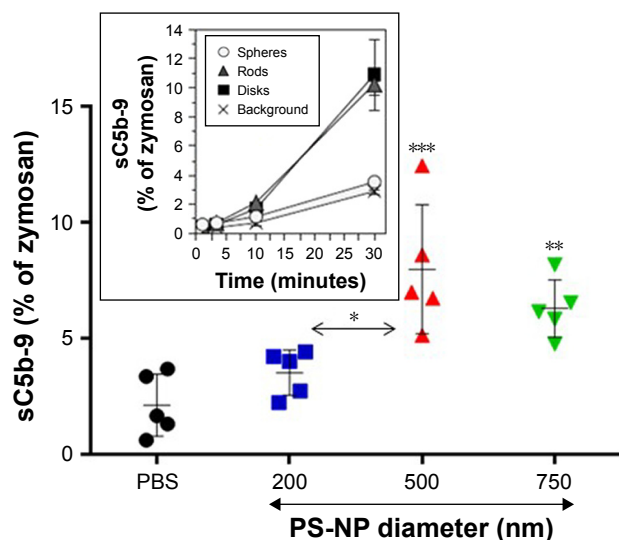 Spheres
Rods
Disks
Background
sC5b-9
(% of zymosan)
14
12
10
8
6
4
2
0
0 5 10 15 20 25 30
Time (minutes)
sC5b-9 (% of zymosan)
15
10
5
0
***
**
*
PBS 200 500 750
PS-NP diameter (nm)